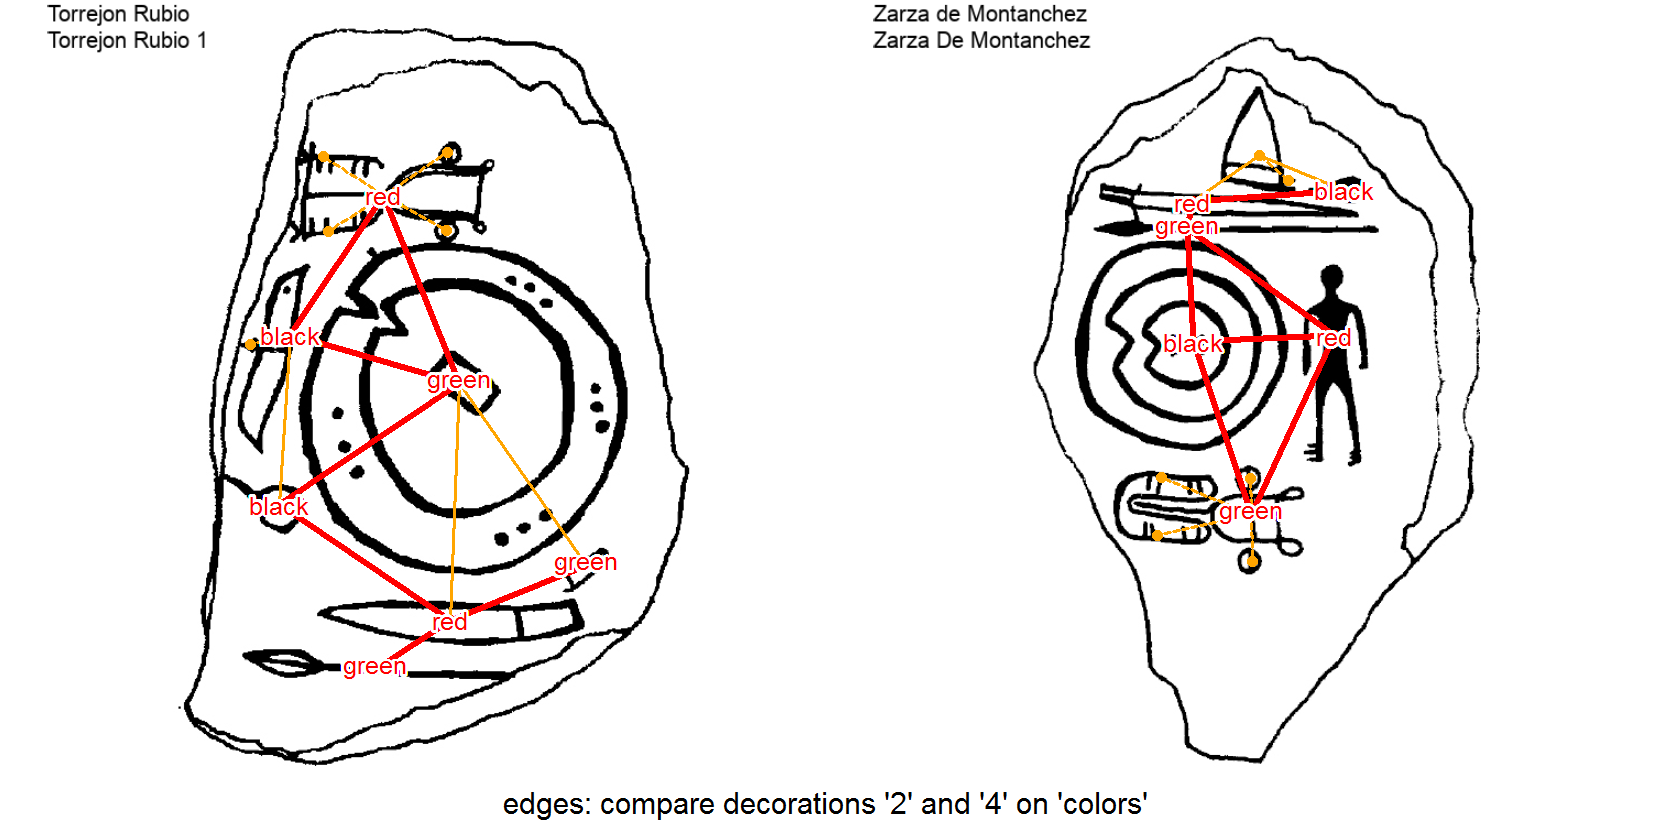 Torrejon Rubio
Torrejon Rubio 1
Zarza de Montanchez
Zarza De Montanchez
red
black
green
black
green
red
green
black
red
green
black
red
green
edges: compare decorations '2' and '4' on 'colors'